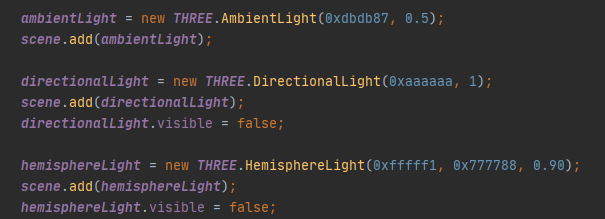 ambientLight = new THREE.AmbientLight(0xdbdb87, 0.5);
scene.add(ambientLight);
directionalLight = new THREE.DirectionalLight(0xaaaaaa, 1);
scene.add(directionalLight);
directionalLight.visible = false;
hemisphereLight = new THREE.HemisphereLight(0xfffff1, 0x777788, 0.90);
scene.add(hemisphereLight);
hemisphereLight.visible = false;